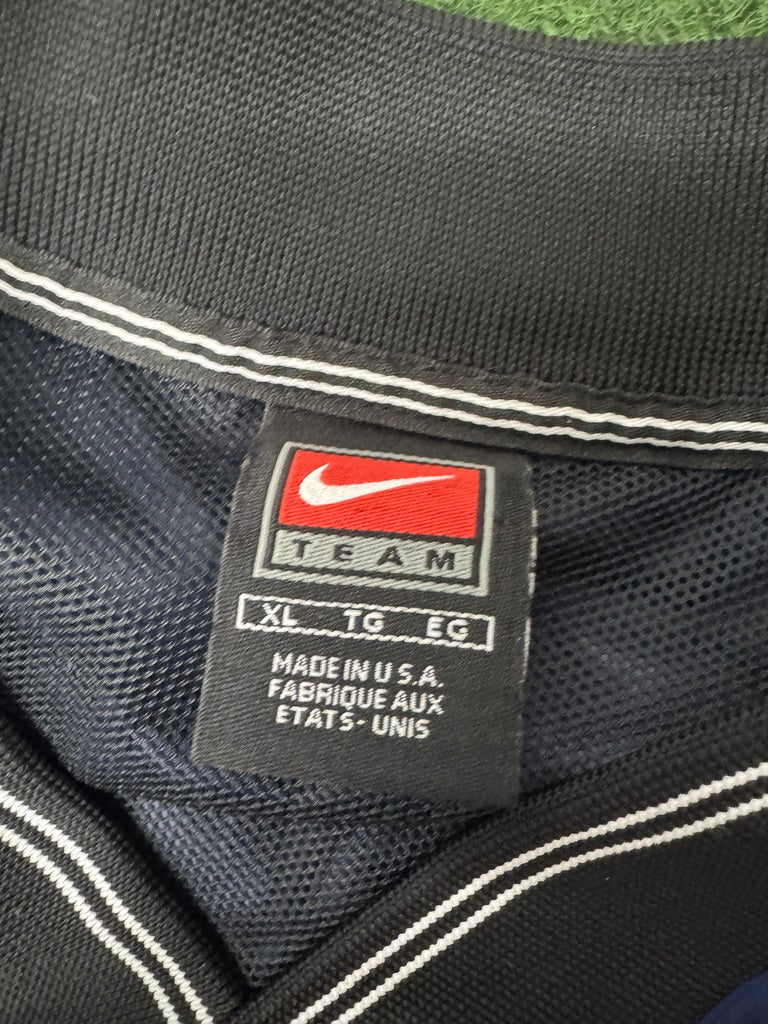 TEAM
XL TG EG
MADE IN U S.A.
FABRIQUE AUX
ETATS- UNIS